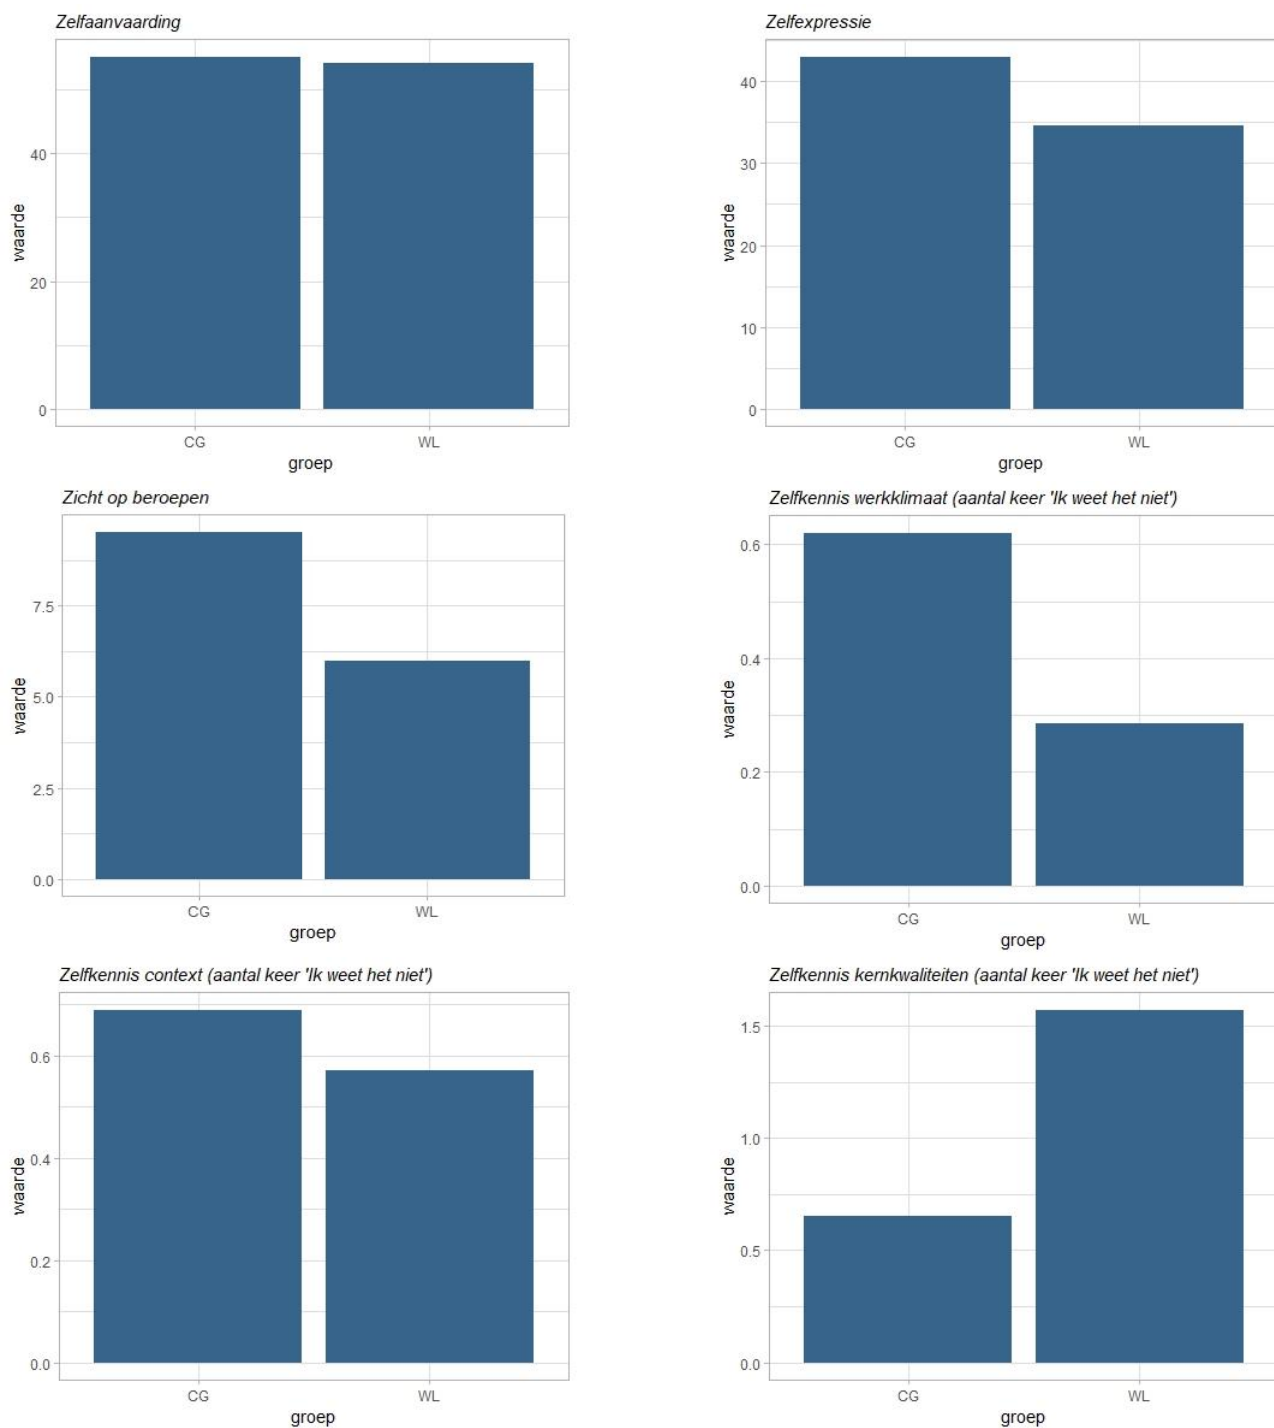 Zelfaanvaarding
waarde
40
20
0
CG
WL
groep
Zelfexpressie
waarde
40
30
20
10
0
CG
WL
groep
Zicht op beroepen
waarde
7.5
5.0
2.5
0.0
CG
WL
groep
Zelfkennis werkklimaat (aantal keer 'Ik weet het niet')
waarde
0.6
0.4
0.2
0.0
CG
WL
groep
Zelfkennis context (aantal keer 'Ik weet het niet')
waarde
0.6
0.4
0.2
0.0
CG
WL
groep
Zelfkennis kernkwaliteiten (aantal keer 'Ik weet het niet')
waarde
1.5
1.0
0.5
0.0
CG
WL
groep